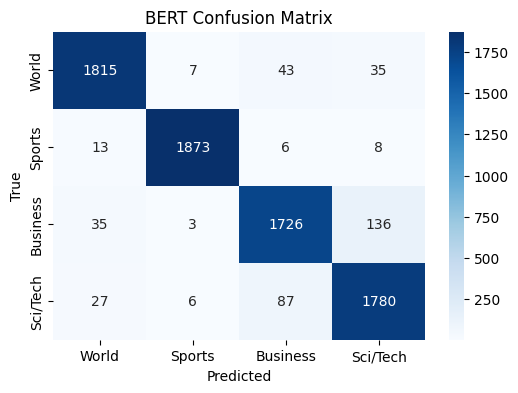 BERT Confusion Matrix
True
World 1815 7 43 35
Sports 13 1873 6 8
Business 35 3 1726 136
Sci/Tech 27 6 87 1780
World Sports Business Sci/Tech
Predicted
1750
1500
1250
1000
750
500
250